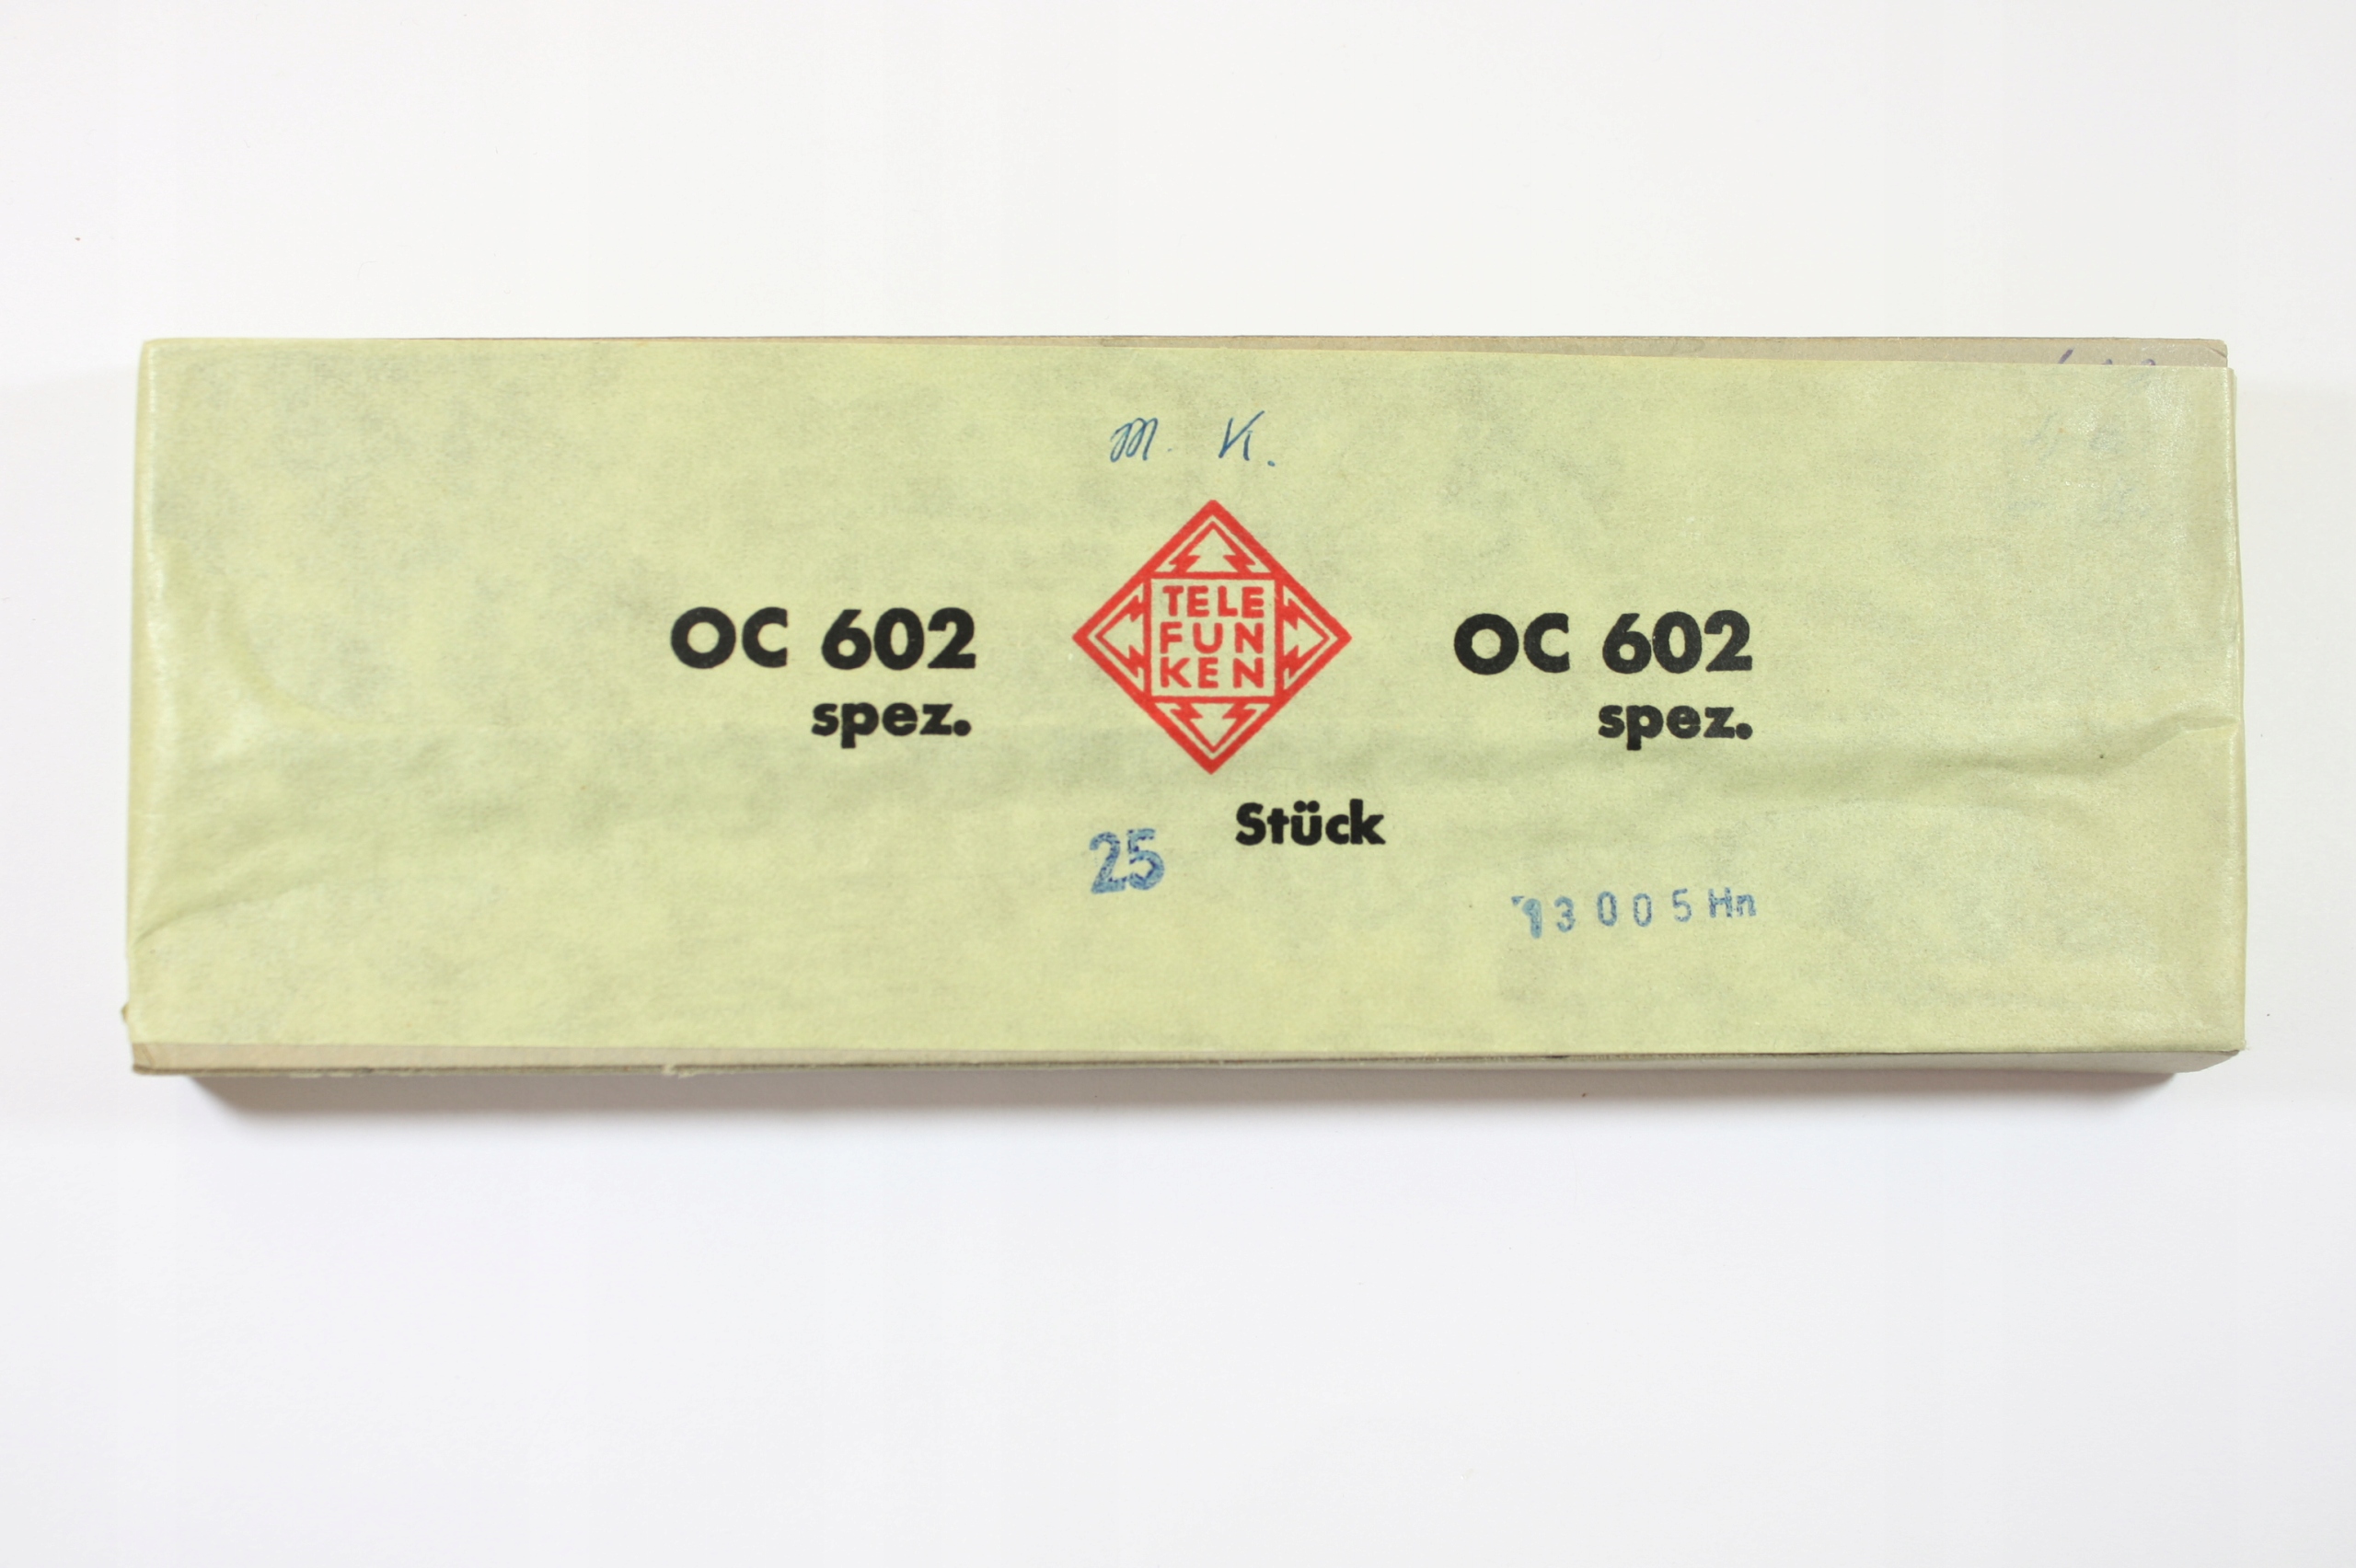 M. K.
OC 602
spez.
TELE
FUN
KEN
OC 602
spez.
25 Stück
13005 Hn